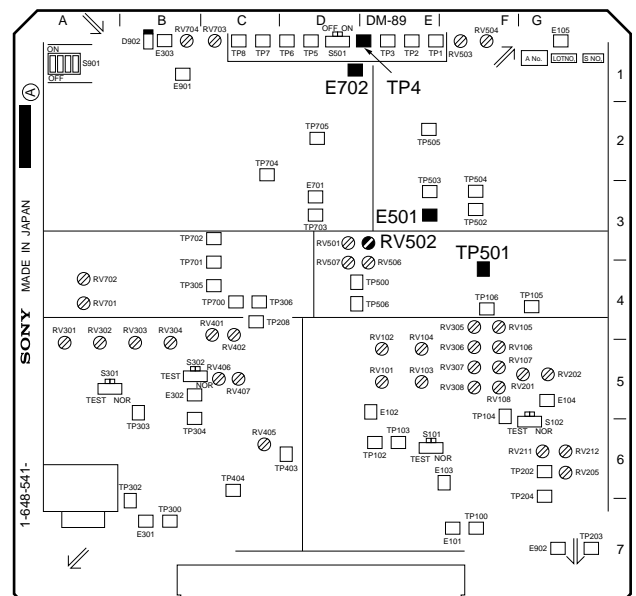 A B C D DM-89 E F G
RV704 RV703 OFF ON RV504 E105
D902 E303 TP8 TP7 TP6 TP5 S501 TP3 TP2 TP1 RV503
ON
S901
OFF
A No. LOTNO. S NO.
E901 E702 TP4 1
A
TP705 TP505 2
TP704 TP503 TP504
E701
TP703 E501 TP502 3
TP702 RV501 RV502
TP701 RV507 RV506 TP501
RV702 TP305 TP500
RV701 TP700 TP306 TP506 TP106 TP105 4
TP208
RV301 RV302 RV303 RV304 RV401 RV402 RV102 RV104 RV305 RV105
RV306 RV106
S301 S302 RV406 RV307 RV107
TEST NOR TEST NOR RV407 RV101 RV103 RV308 RV201 RV202 5
E302 RV108 E104
TP303 TP304 E102 TP104 S102
TEST NOR
RV405 TP102 TP103 S101 RV211 RV212
TEST NOR
TP403 E103 TP202 RV205 6
TP302 TP404 TP204
E301 TP300 E101 TP100
E902 TP203 7
SONY MADE IN JAPAN
1-648-541-